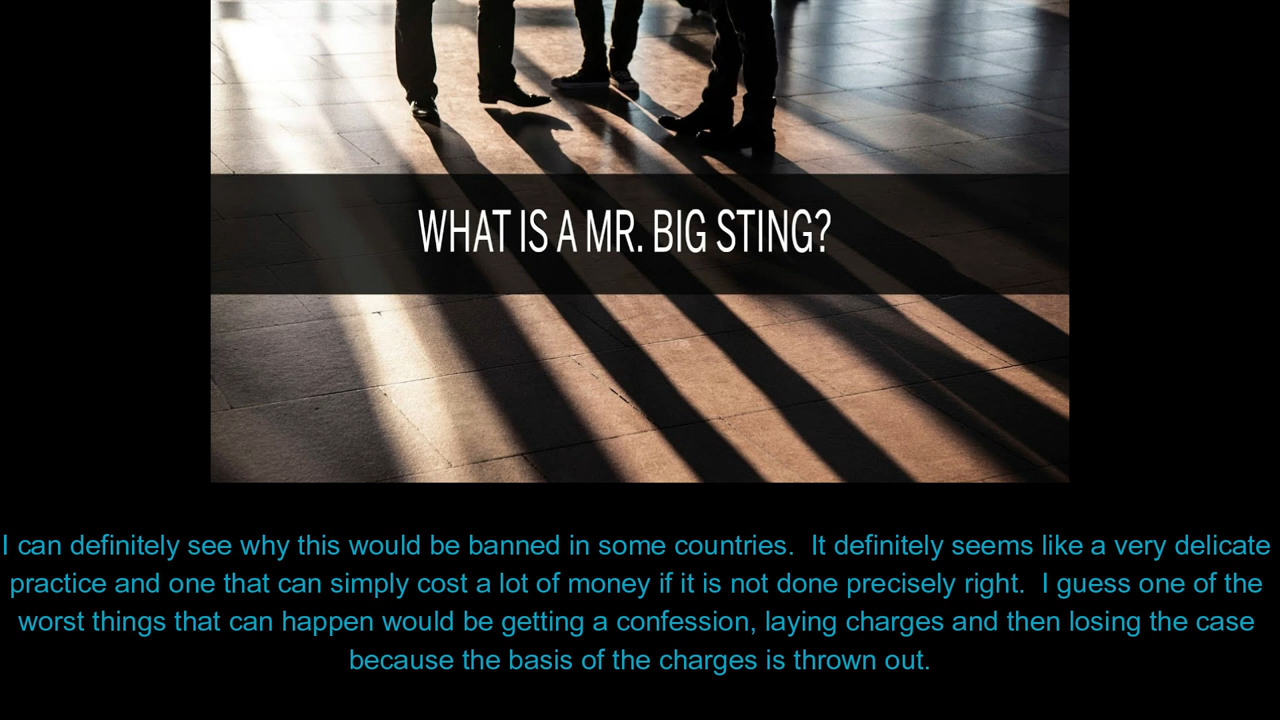 WHAT IS A MR. BIG STING?
I can definitely see why this would be banned in some countries.  It definitely seems like a very delicate
practice and one that can simply cost a lot of money if it is not done precisely right.  I guess one of the
worst things that can happen would be getting a confession, laying charges and then losing the case
because the basis of the charges is thrown out.